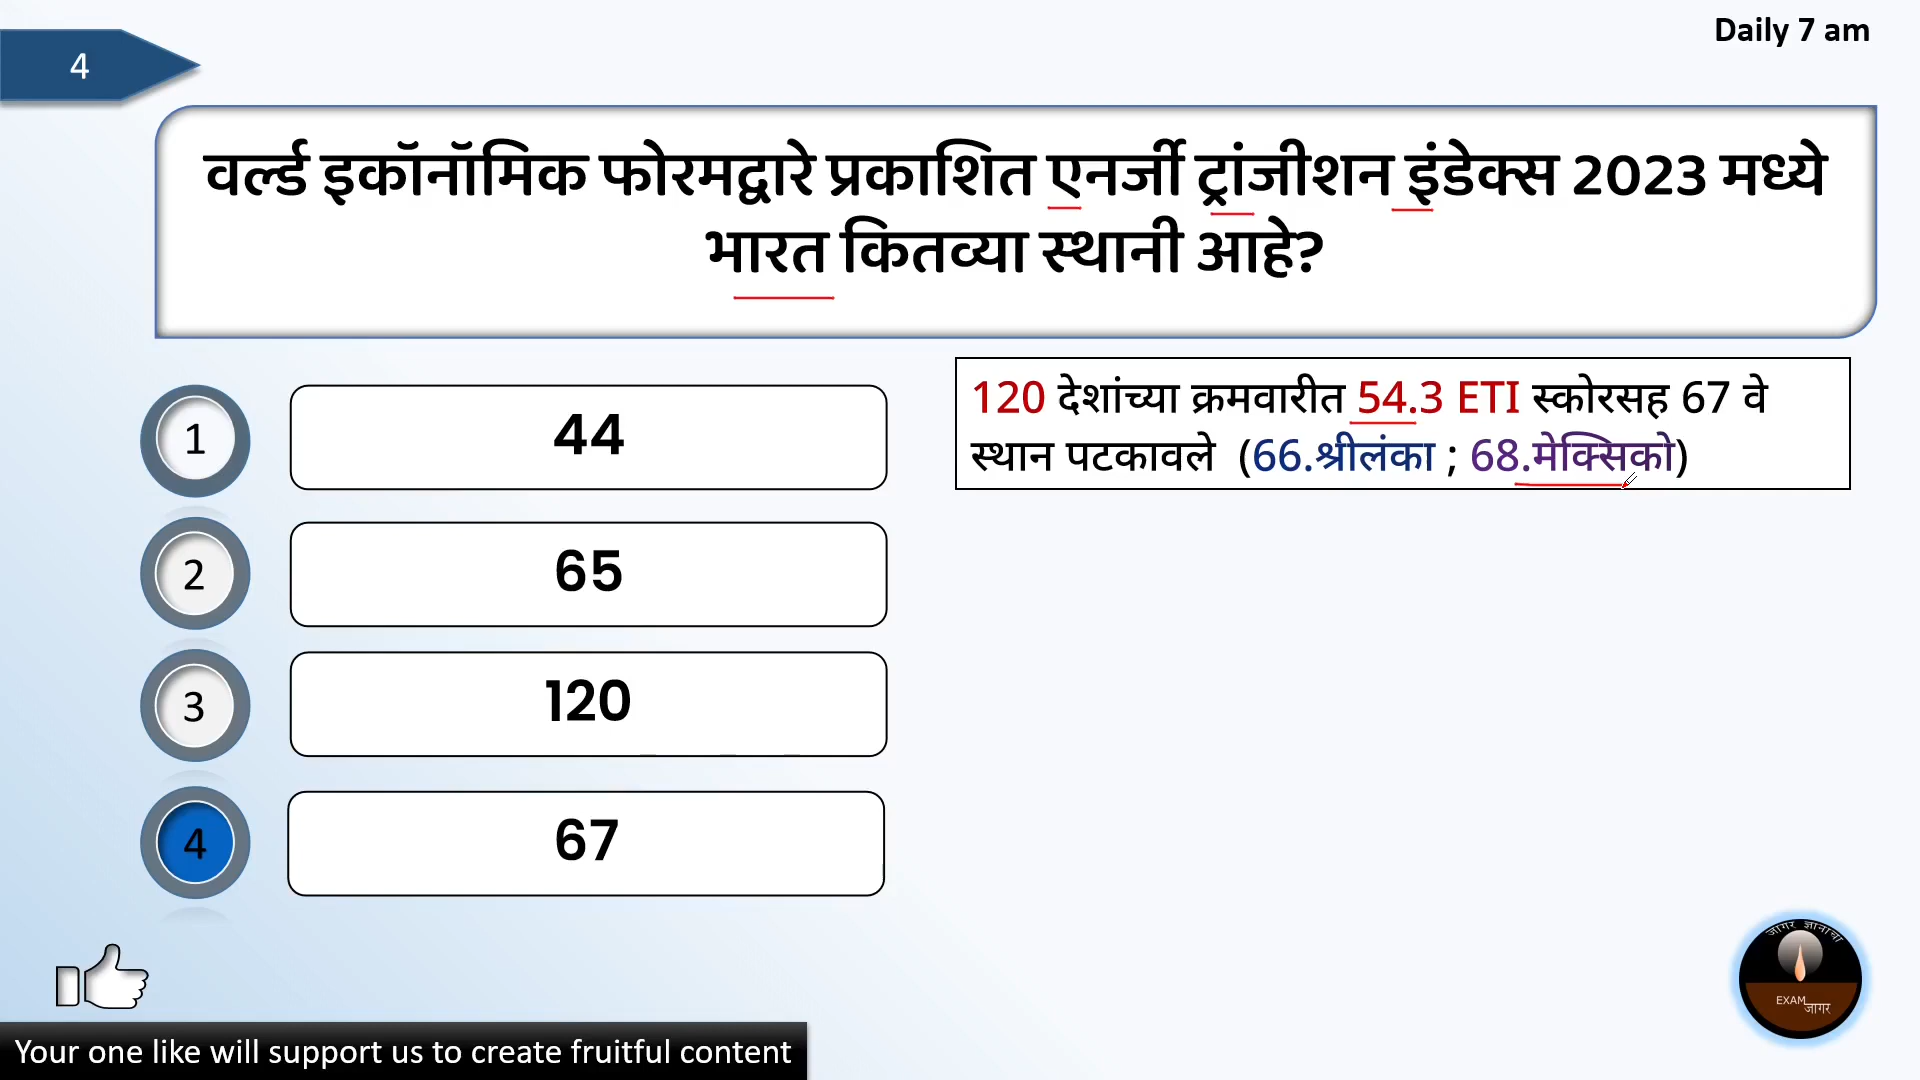 Daily 7 am
4
वर्ल्ड इकॉनॉमिक फोरमद्वारे प्रकाशित एनर्जी ट्रांजीशन इंडेक्स 2023 मध्ये
भारत कितव्या स्थानी आहे?
120 देशांच्या क्रमवारीत 54.3 ETI स्कोरसह 67 वे
स्थान पटकावले (66.श्रीलंका ; 68.मेक्सिको)
1
44
2
65
3
120
4
67
जागर ज्ञानाचा
EXAM
जागर
Your one like will support us to create fruitful content